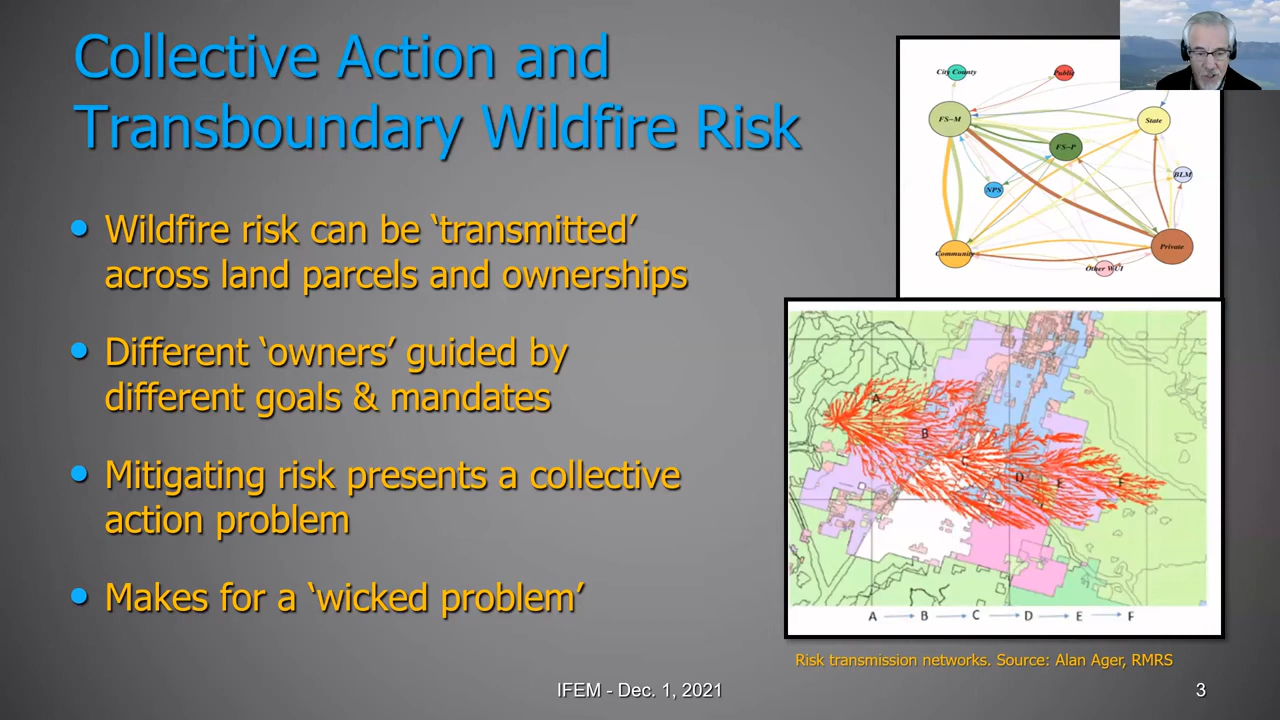 Collective Action and
Transboundary Wildfire Risk
Wildfire risk can be ‘transmitted’
across land parcels and ownerships
Different ‘owners’ guided by
different goals & mandates
Mitigating risk presents a collective
action problem
Makes for a ‘wicked problem’
City County
Public
FS-M
State
FS-P
BLM
NPS
Private
Community
Other WUI
A
B
C
D
E
F
A B C D E F
Risk transmission networks. Source: Alan Ager, RMRS
IFEM - Dec. 1, 2021
3